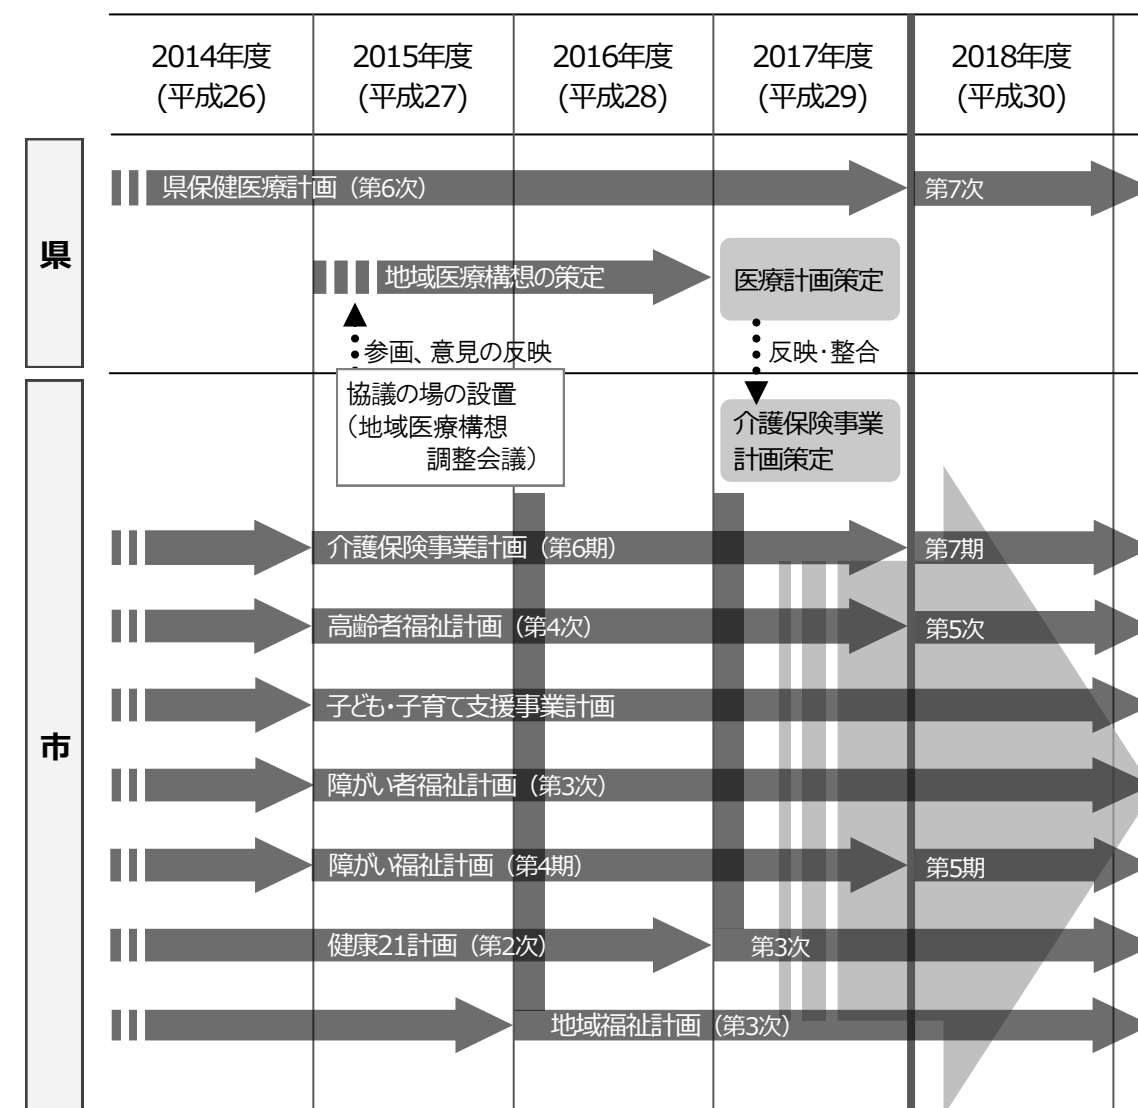 2014年度
(平成26)
2015年度
(平成27)
2016年度
(平成28)
2017年度
(平成29)
2018年度
(平成30)
県
県保健医療計画（第6次）
第7次
地域医療構想の策定
医療計画策定
参画、意見の反映
反映・整合
市
協議の場の設置
（地域医療構想
調整会議）
介護保険事業
計画策定
介護保険事業計画（第6期）
第7期
高齢者福祉計画（第4次）
第5次
子ども・子育て支援事業計画
障がい者福祉計画（第3次）
障がい福祉計画（第4期）
第5期
健康21計画（第2次）
第3次
地域福祉計画（第3次）